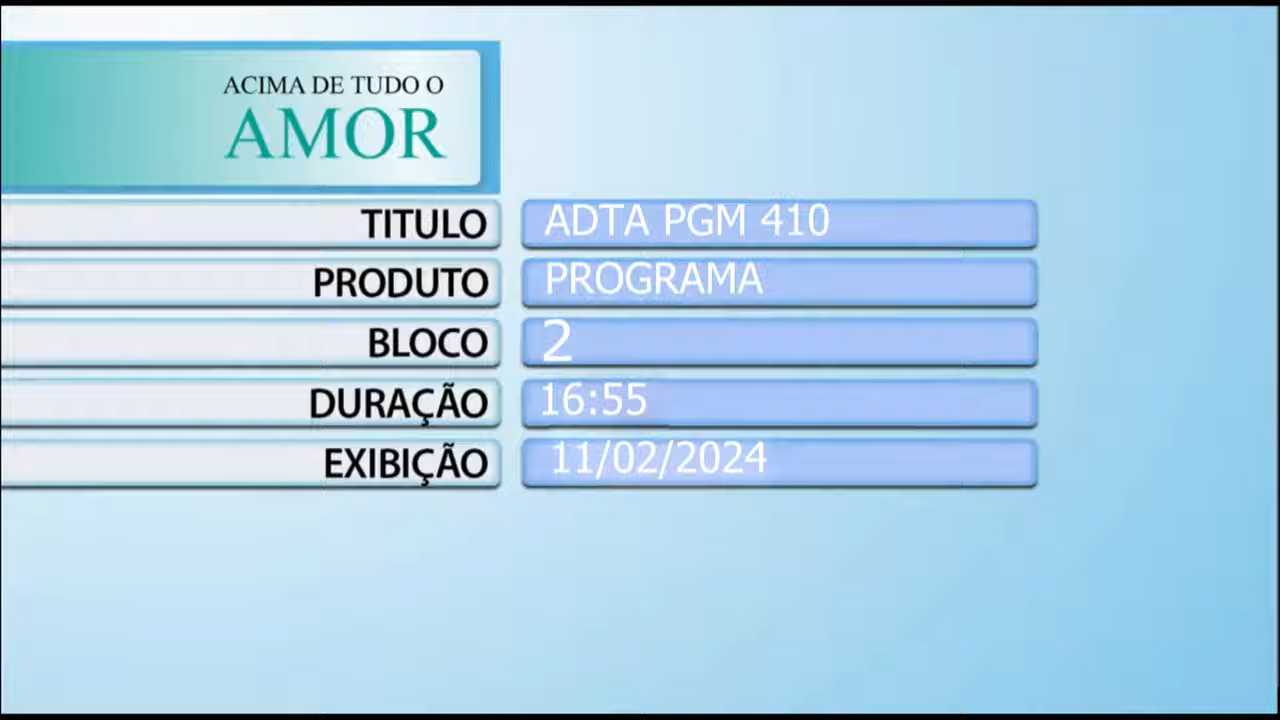 ACIMA DE TUDO O
AMOR
TITULO ADTA PGM 410
PRODUTO PROGRAMA
BLOCO 2
DURAÇÃO 16:55
EXIBIÇÃO 11/02/2024